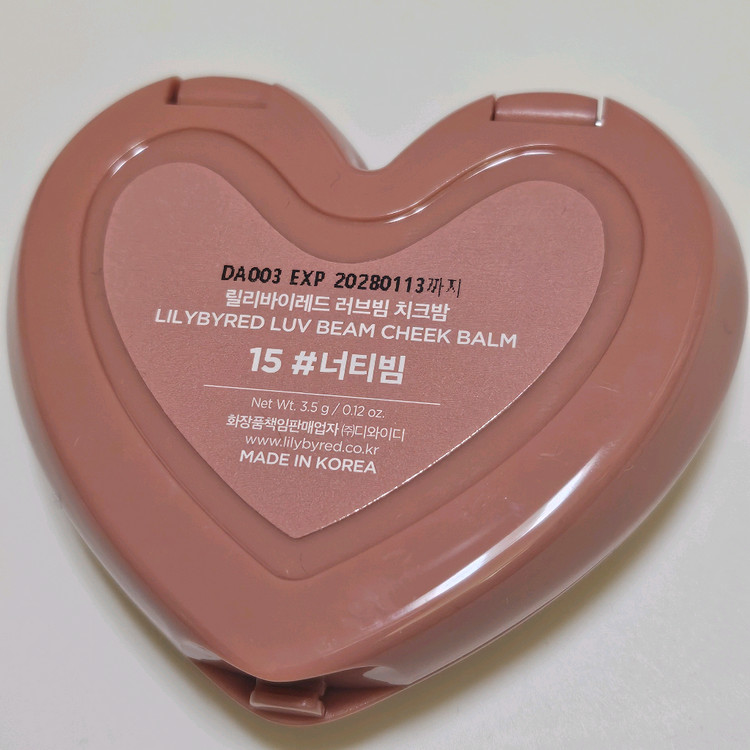 DA003 EXP 20280113까지
릴리바이레드 러브빔 치크밤
LILYBYRED LUV BEAM CHEEK BALM
15 #너티빔
Net Wt. 3.5 g / 0.12 oz.
화장품책임판매업자 ㈜디와이디
www.lilybyred.co.kr
MADE IN KOREA